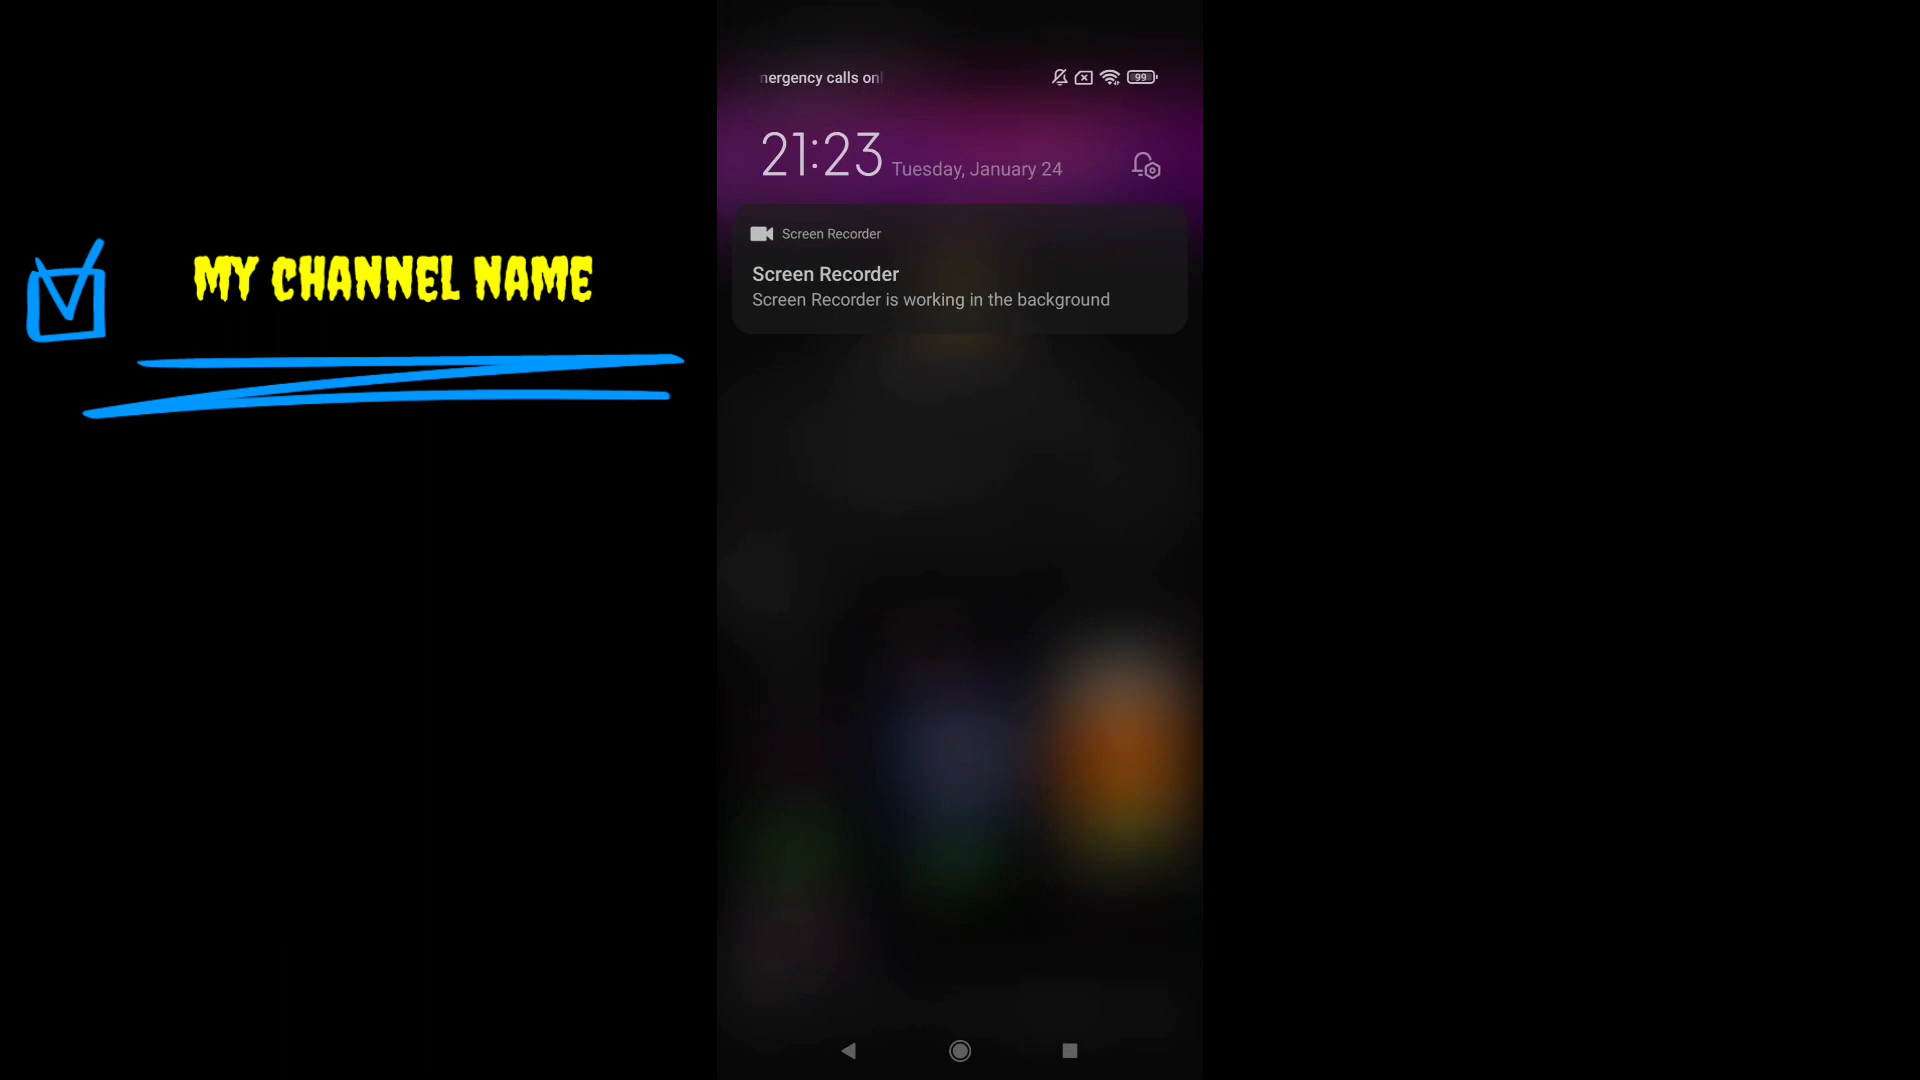 MY CHANNEL NAME
mergency calls onl
99
21:23 Tuesday, January 24
Screen Recorder
Screen Recorder
Screen Recorder is working in the background